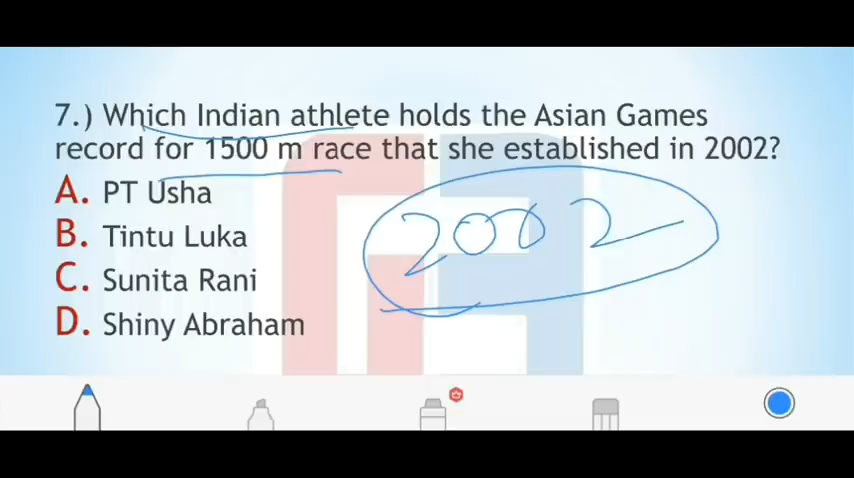 7.) Which Indian athlete holds the Asian Games
record for 1500 m race that she established in 2002?
A. PT Usha
B. Tintu Luka
C. Sunita Rani
D. Shiny Abraham
2002